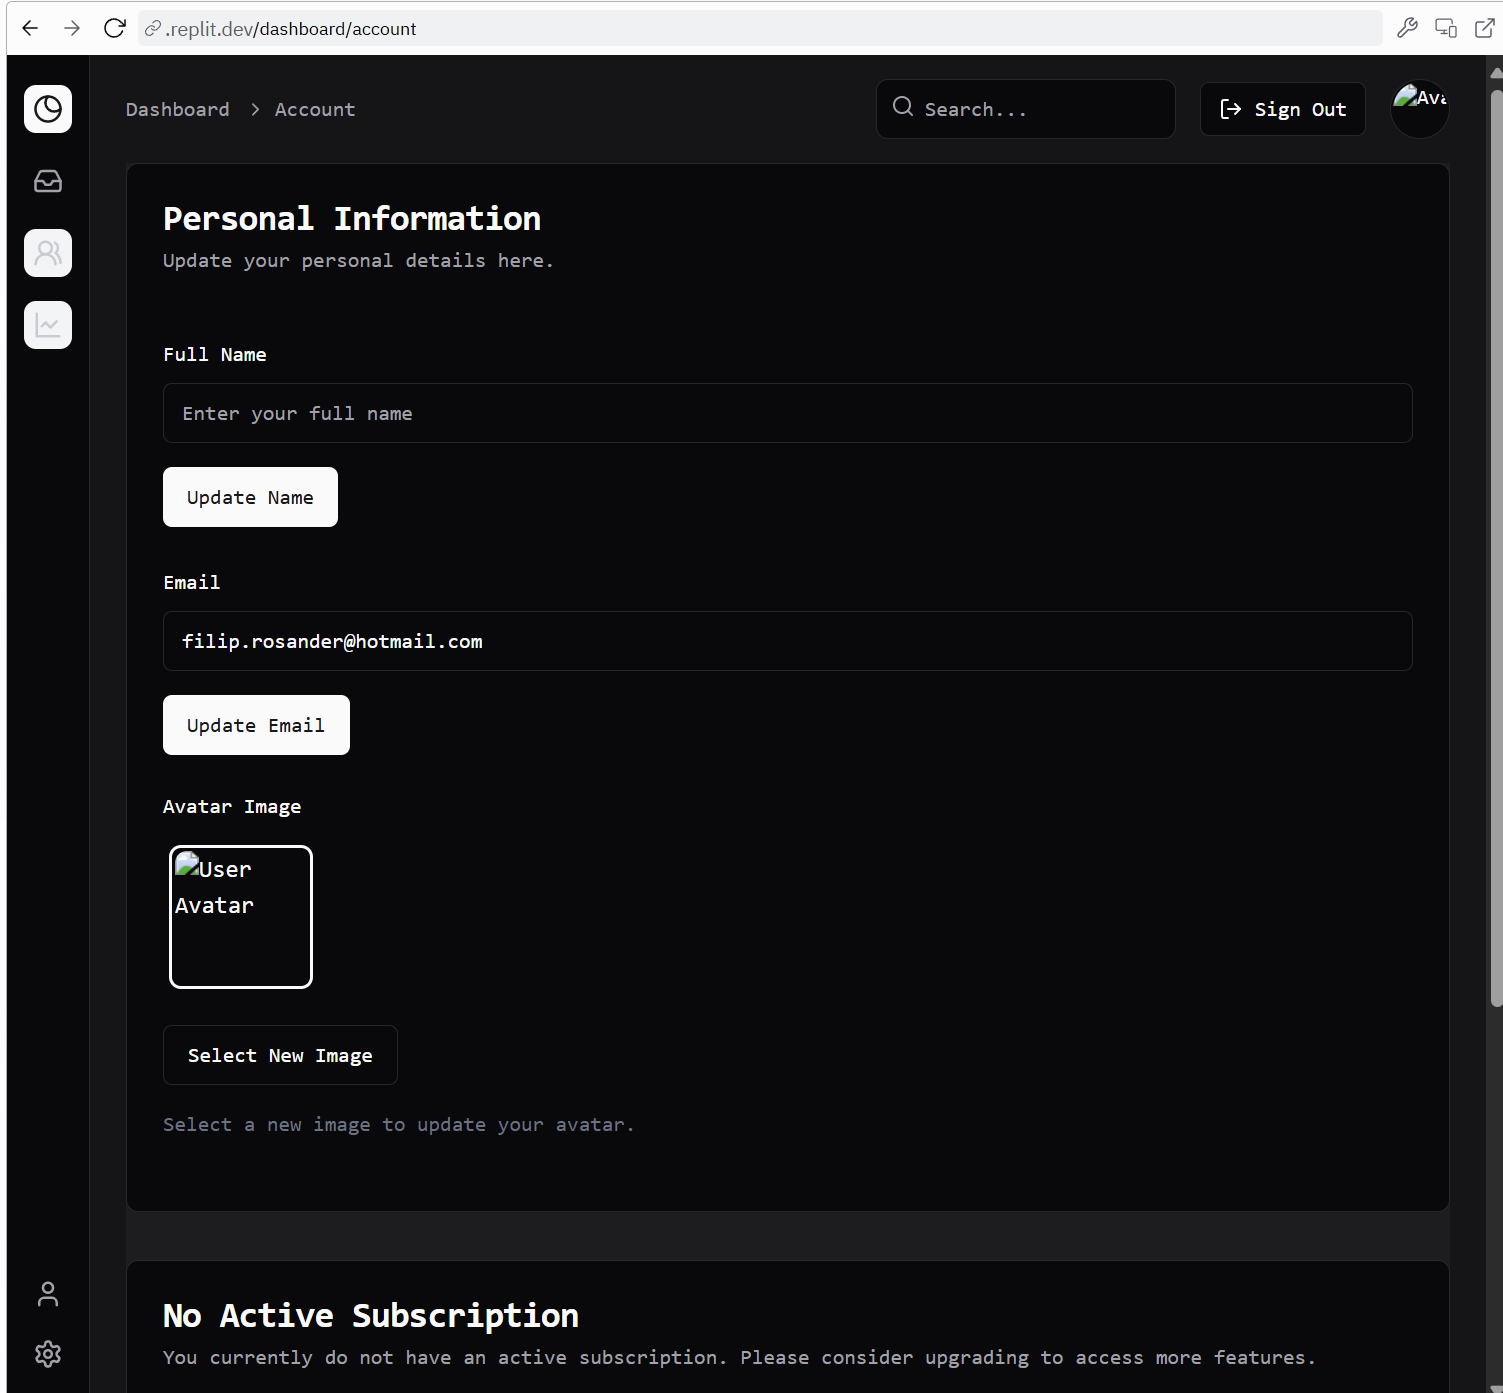 .replit.dev/dashboard/account
Dashboard > Account
Search...
Sign Out
Ava
Personal Information
Update your personal details here.
Full Name
Enter your full name
Update Name
Email
filip.rosander@hotmail.com
Update Email
Avatar Image
User
Avatar
Select New Image
Select a new image to update your avatar.
No Active Subscription
You currently do not have an active subscription. Please consider upgrading to access more features.